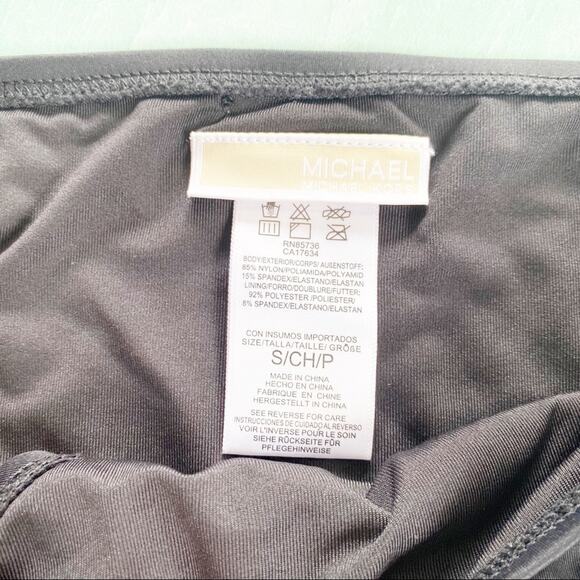 MICHAEL
MICHAEL KORS
RN85736
CA17634
BODY/EXTERIOR/CORPS/ AUßENSTOFF;
85% NYLON/POLIAMIDA/POLYAMID
15% SPANDEX/ELASTANO/ELASTAN
LINING/FORRO/DOUBLURE/FUTTER;
92% POLYESTER /POLIESTER/
8% SPANDEX/ELASTANO/ELASTAN
CON INSUMOS IMPORTADOS
SIZE/TALLA/TAILLE/ GRÖßE
S/CH/P
MADE IN CHINA
HECHO EN CHINA
FABRIQUE EN CHINE
HERGESTELLT IN CHINA
SEE REVERSE FOR CARE
INSTRUCCIONES DE CUIDADO AL REVERSO
VOIR L'INVERSE POUR LE SOIN
SIEHE RÜCKSEITE FÜR
PFLEGEHINWEISE